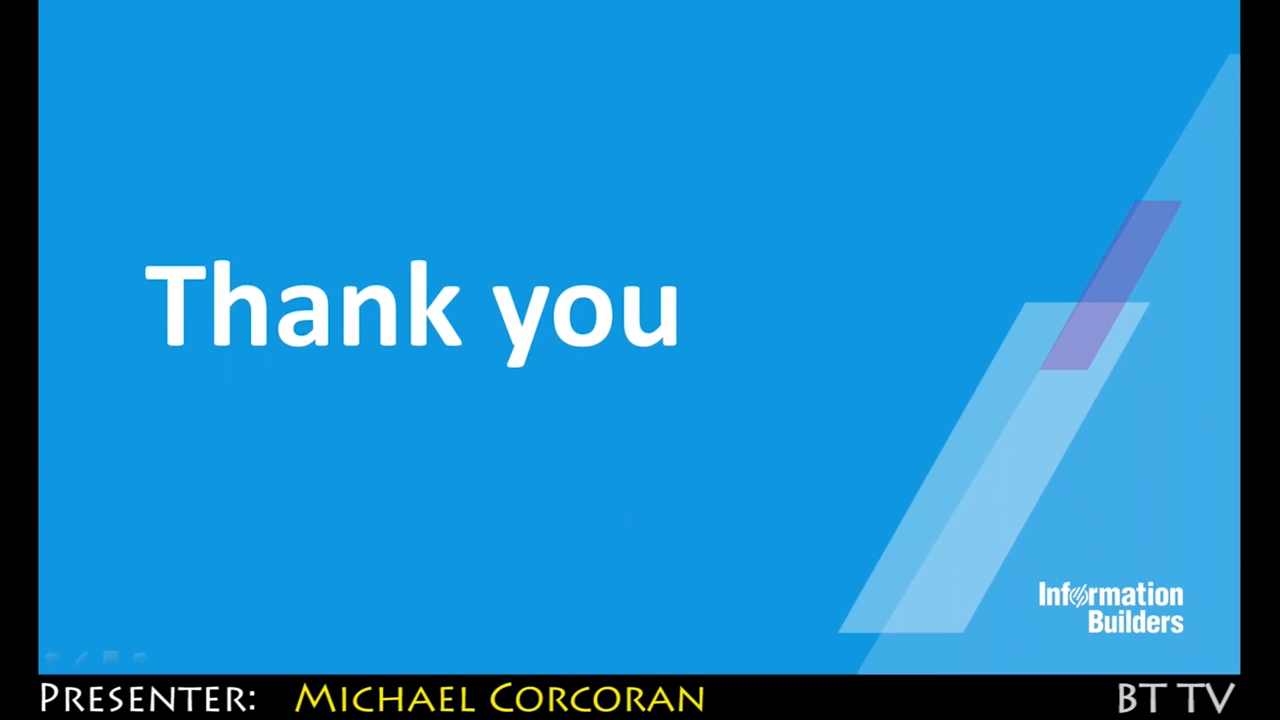 Thank you
Information
Builders
Presenter: Michael Corcoran
BT TV